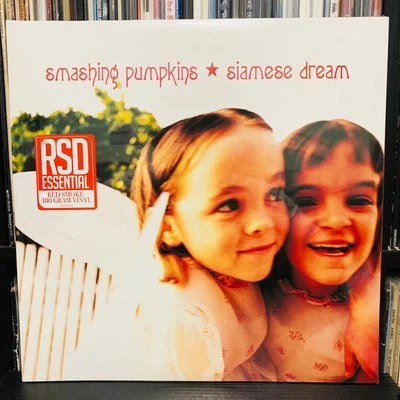 smashing pumpkins ★ siamese dream
RSD
ESSENTIAL
RED SMOKE
180 GRAM VINYL